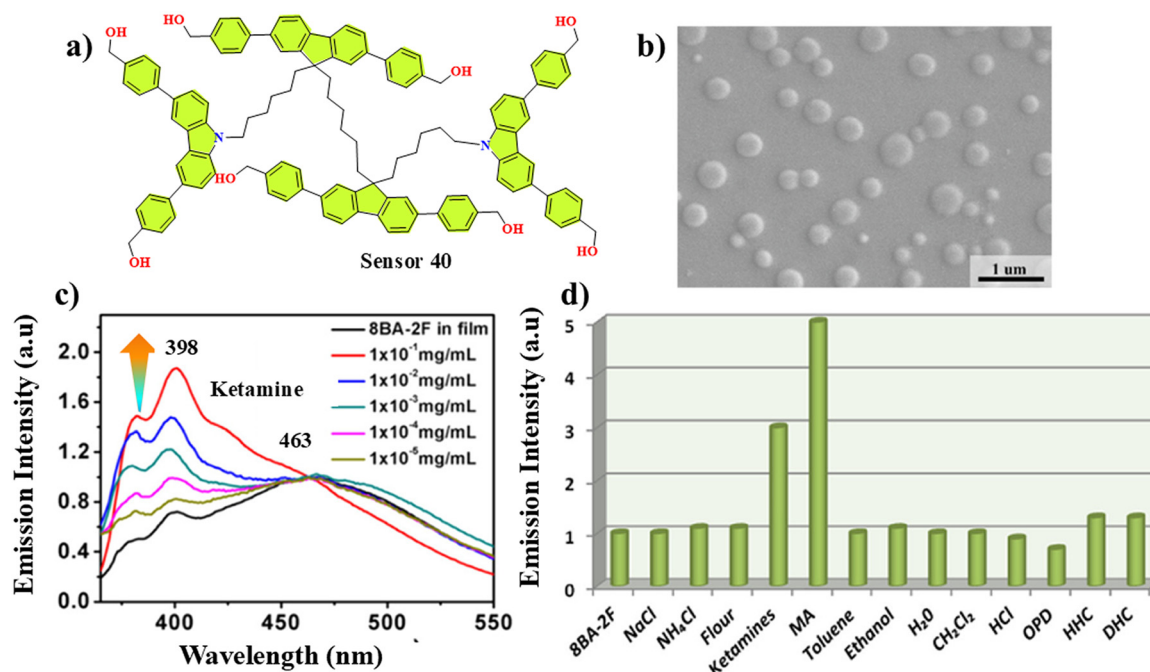 a)
HO
HO
OH
OH
N
N
HO
OH
OH
OH
Sensor 40
b)
1 um
c)
Emission Intensity (a.u)
2.0
1.6
1.2
0.8
0.4
0.0
398
Ketamine
463
8BA-2F in film
1x10⁻¹mg/mL
1x10⁻²mg/mL
1x10⁻³mg/mL
1x10⁻⁴mg/mL
1x10⁻⁵mg/mL
400
450
500
550
Wavelength (nm)
d)
Emission Intensity (a.u)
5
4
3
2
1
0
8BA-2F
NaCl
NH₄Cl
Flour
Ketamines
MA
Toluene
Ethanol
H₂0
CH₂Cl₂
HCl
OPD
HHC
DHC